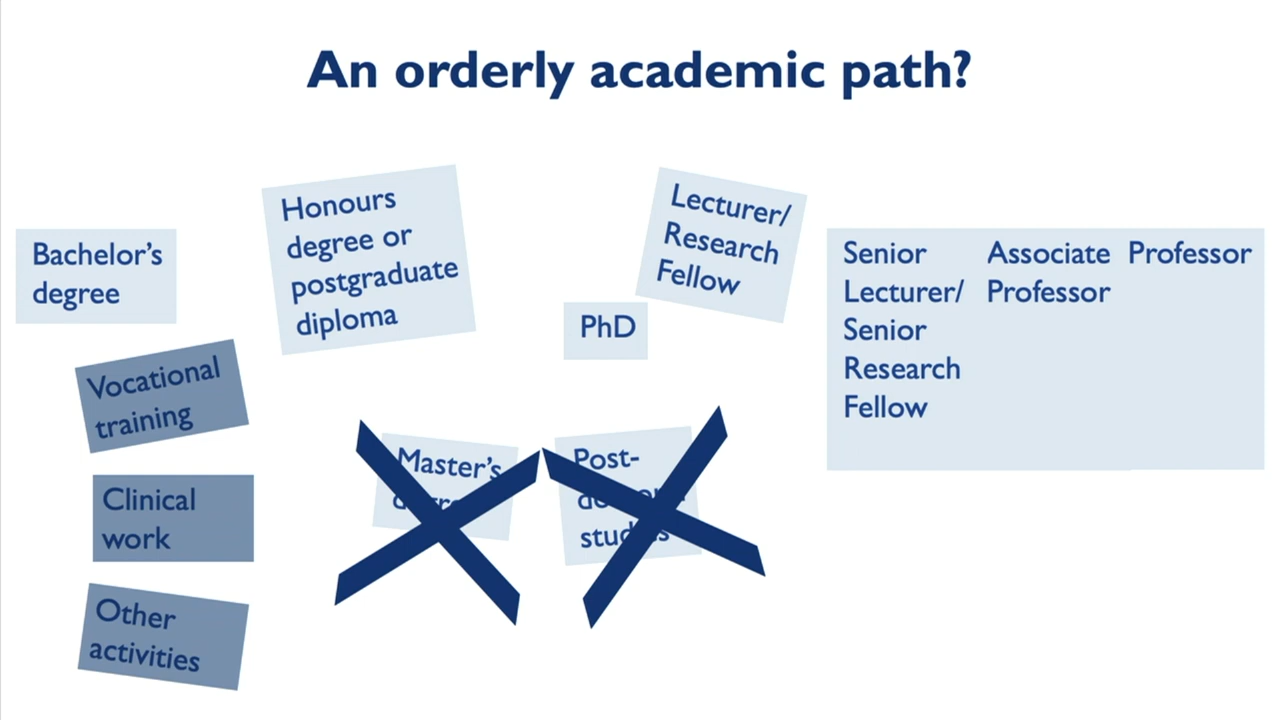 An orderly academic path?
Bachelor's
degree
Honours
degree or
postgraduate
diploma
Lecturer/
Research
Fellow
PhD
Senior
Lecturer/
Senior
Research
Fellow
Associate
Professor
Professor
Vocational
training
Clinical
work
Other
activities
Master's
Post-